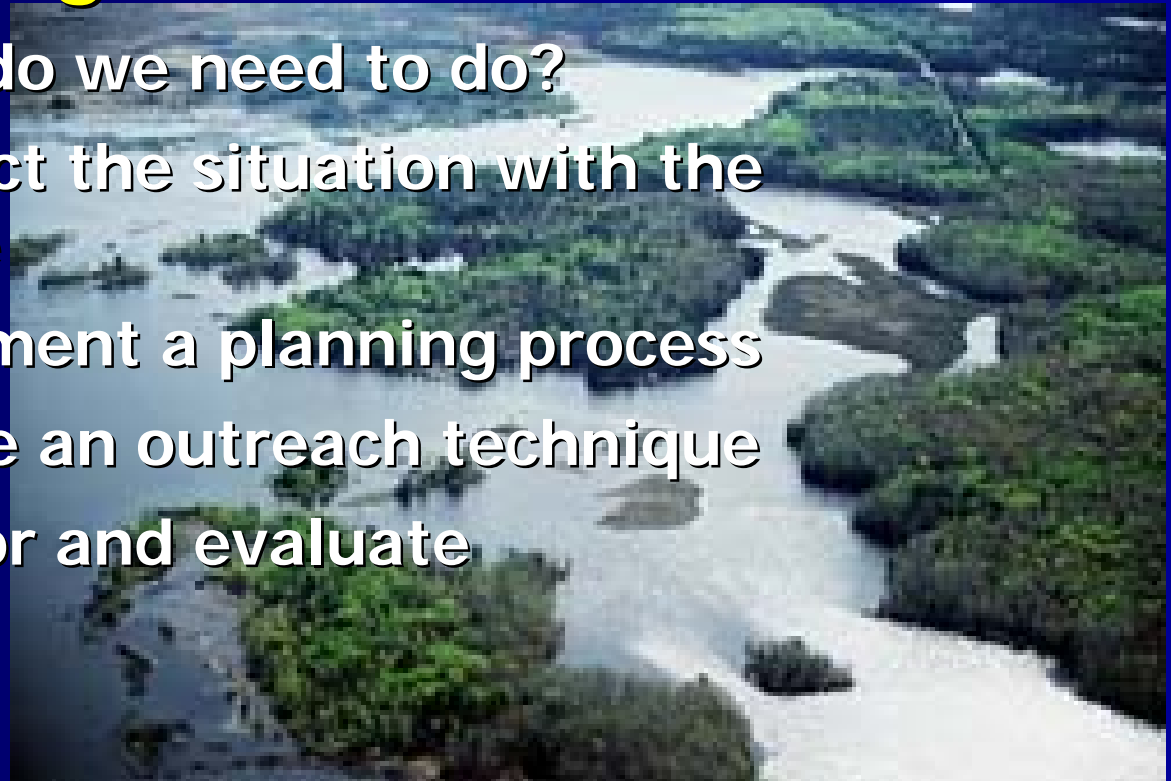 do we need to do?
ct the situation with the
ment a planning process
e an outreach technique
or and evaluate